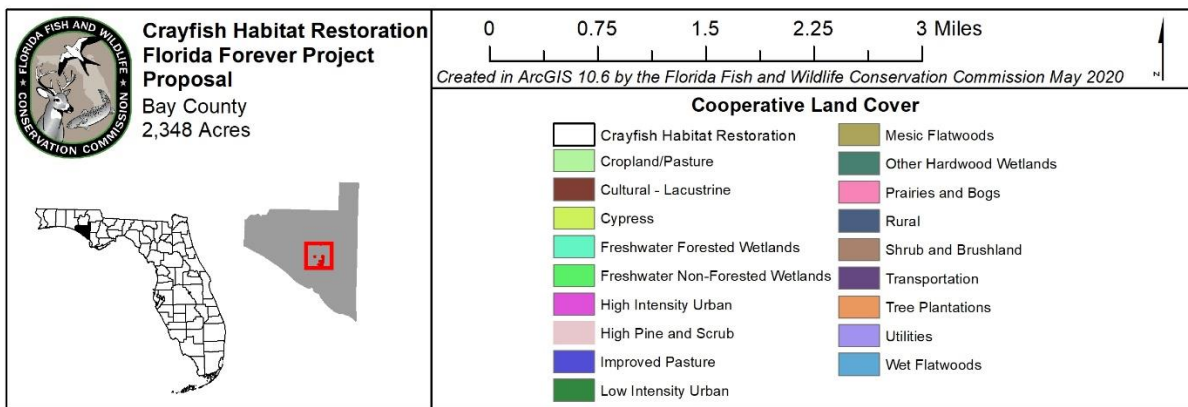 FLORIDA FISH AND WILDLIFE
CONSERVATION COMMISSION
Crayfish Habitat Restoration
Florida Forever Project
Proposal
Bay County
2,348 Acres
0 0.75 1.5 2.25 3 Miles
Created in ArcGIS 10.6 by the Florida Fish and Wildlife Conservation Commission May 2020
N
Cooperative Land Cover
Crayfish Habitat Restoration
Cropland/Pasture
Cultural - Lacustrine
Cypress
Freshwater Forested Wetlands
Freshwater Non-Forested Wetlands
High Intensity Urban
High Pine and Scrub
Improved Pasture
Low Intensity Urban
Mesic Flatwoods
Other Hardwood Wetlands
Prairies and Bogs
Rural
Shrub and Brushland
Transportation
Tree Plantations
Utilities
Wet Flatwoods